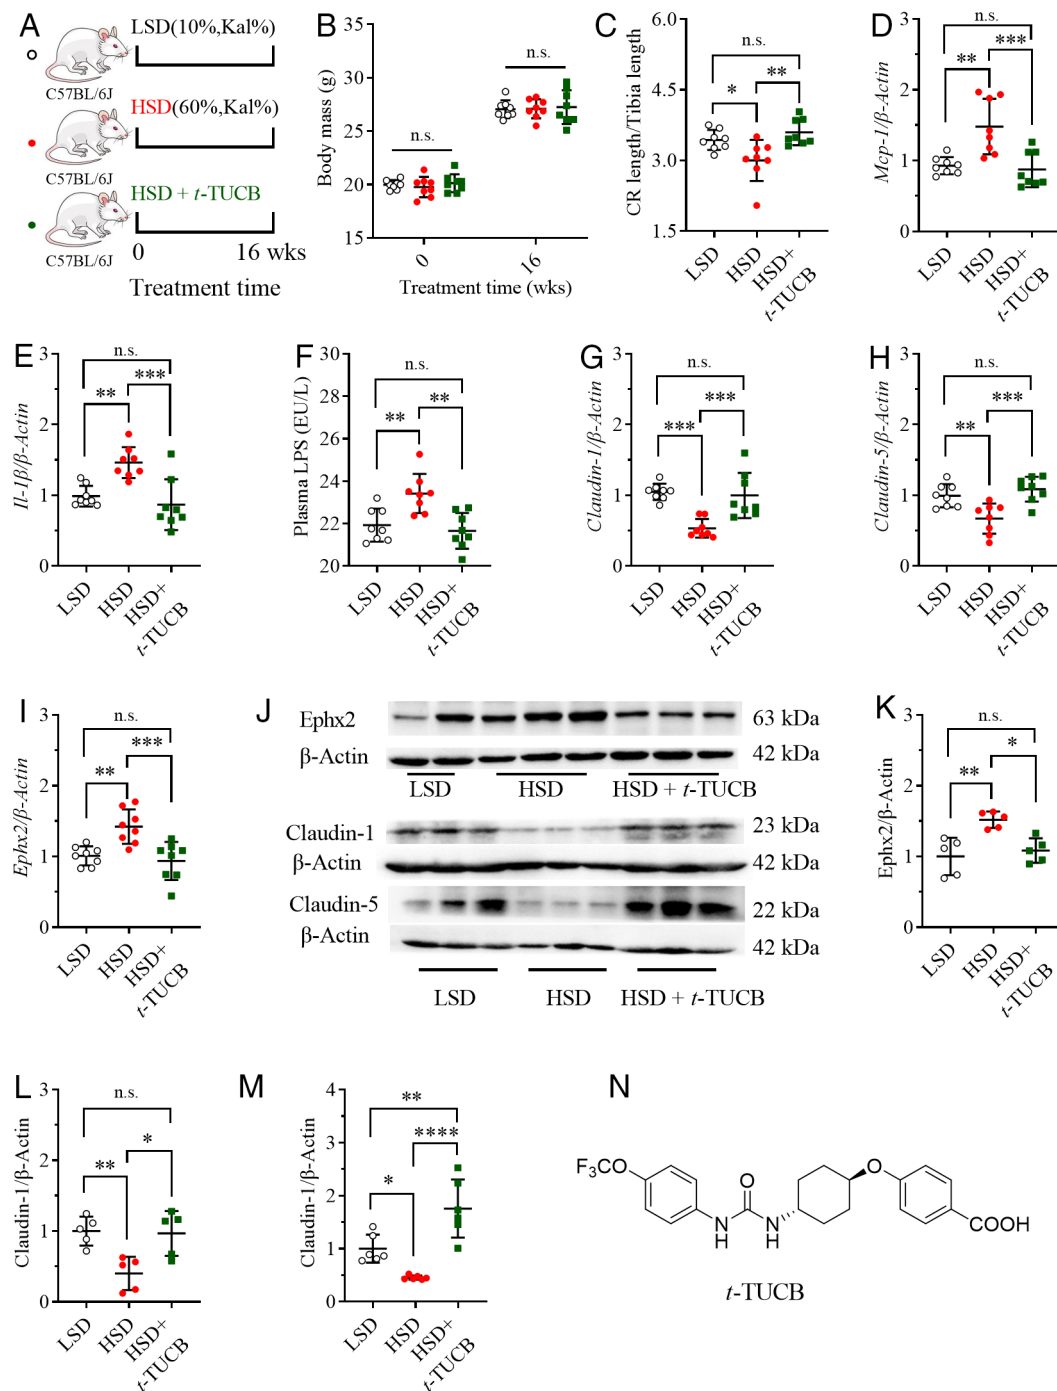 A
LSD(10%,Kal%)
C57BL/6J
HSD(60%,Kal%)
C57BL/6J
HSD + t-TUCB
C57BL/6J
0 16 wks
Treatment time
B
Body mass (g)
35
30
25
20
15
n.s.
n.s.
0 16
Treatment time (wks)
C
CR length/Tibia length
6.0
4.5
3.0
1.5
n.s.
* **
LSD
HSD
HSD+
t-TUCB
D
Mcp-1/β-Actin
3
2
1
0
n.s.
** ***
LSD
HSD
HSD+
t-TUCB
E
Il-1β/β-Actin
3
2
1
0
n.s.
** ***
LSD
HSD
HSD+
t-TUCB
F
Plasma LPS (EU/L)
30
28
26
24
22
20
n.s.
** **
LSD
HSD
HSD+
t-TUCB
G
Claudin-1/β-Actin
3
2
1
0
n.s.
*** ***
LSD
HSD
HSD+
t-TUCB
H
Claudin-5/β-Actin
3
2
1
0
n.s.
** ***
LSD
HSD
HSD+
t-TUCB
I
Ephx2/β-Actin
3
2
1
0
n.s.
** ***
LSD
HSD
HSD+
t-TUCB
J
Ephx2 63 kDa
β-Actin 42 kDa
LSD HSD HSD + t-TUCB
Claudin-1 23 kDa
β-Actin 42 kDa
Claudin-5 22 kDa
β-Actin 42 kDa
LSD HSD HSD + t-TUCB
K
Ephx2/β-Actin
3
2
1
0
n.s.
** *
LSD
HSD
HSD+
t-TUCB
L
Claudin-1/β-Actin
3
2
1
0
n.s.
** *
LSD
HSD
HSD+
t-TUCB
M
Claudin-1/β-Actin
4
3
2
1
0
**
* ****
LSD
HSD
HSD+
t-TUCB
N
F₃CO
O
N
H
N
H
O
COOH
t-TUCB